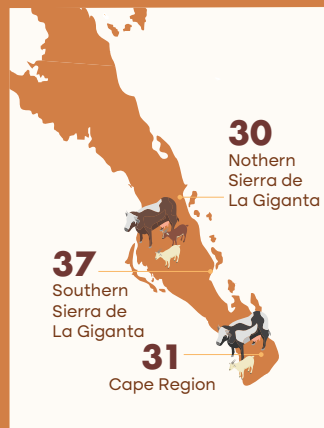 30
Nothern
Sierra de
La Giganta
37
Southern
Sierra de
La Giganta
31
Cape Region